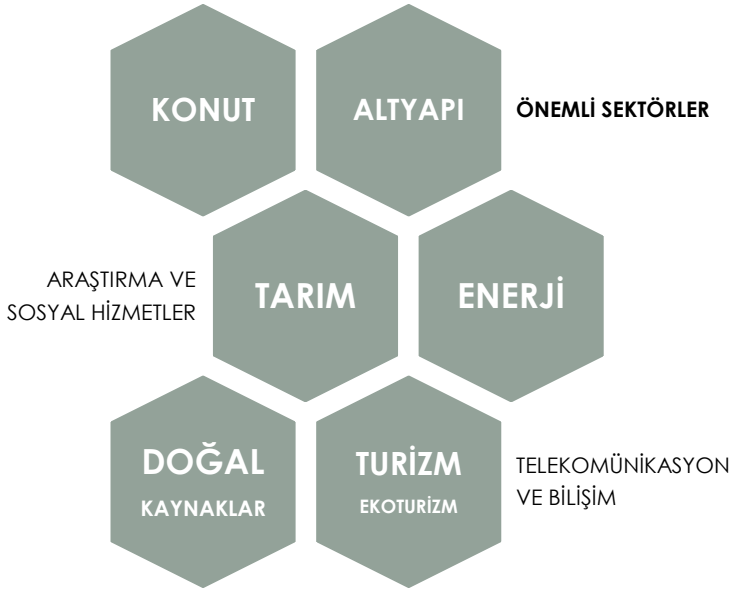 KONUT
ALTYAPI
ÖNEMLİ SEKTÖRLER
ARAŞTIRMA VE
SOSYAL HİZMETLER
TARIM
ENERJİ
DOĞAL
KAYNAKLAR
TURİZM
EKOTURİZM
TELEKOMÜNİKASYON
VE BİLİŞİM